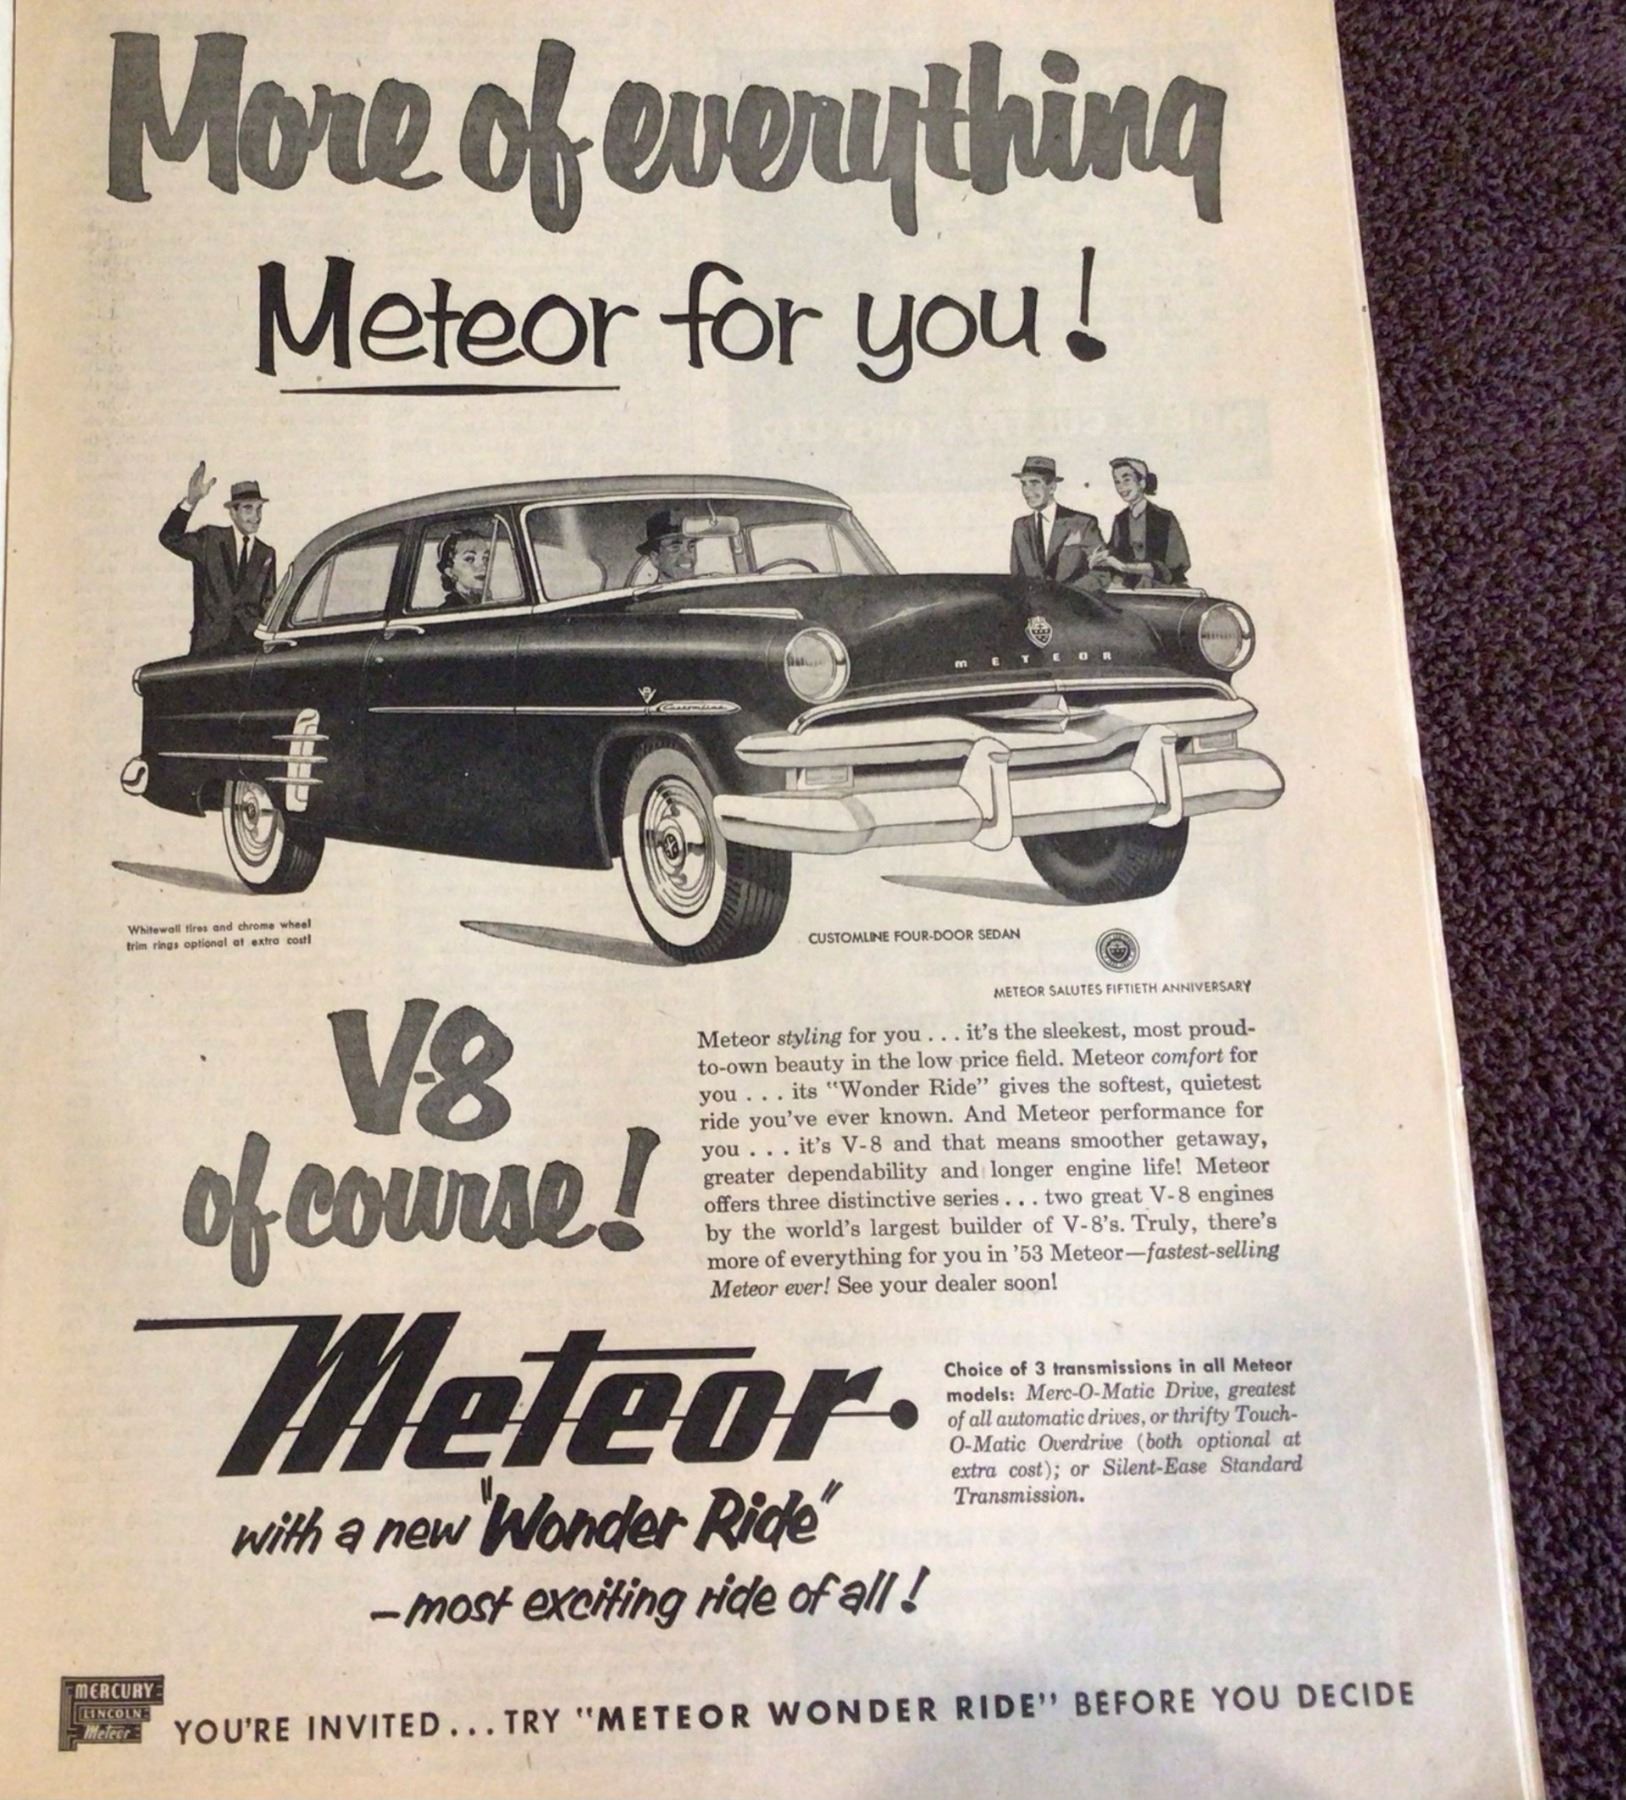 More of everything
Meteor for you!
METEOR
Customline
Whitewall tires and chrome wheel
trim rings optional at extra cost!
CUSTOMLINE FOUR-DOOR SEDAN
METEOR SALUTES FIFTIETH ANNIVERSARY
V-8
of course!
Meteor styling for you . . . it's the sleekest, most proud-
to-own beauty in the low price field. Meteor comfort for
you . . . its "Wonder Ride" gives the softest, quietest
ride you've ever known. And Meteor performance for
you . . . it's V-8 and that means smoother getaway,
greater dependability and longer engine life! Meteor
offers three distinctive series . . . two great V-8 engines
by the world's largest builder of V-8's. Truly, there's
more of everything for you in '53 Meteor—fastest-selling
Meteor ever! See your dealer soon!
Meteor
Choice of 3 transmissions in all Meteor
models: Merc-O-Matic Drive, greatest
of all automatic drives, or thrifty Touch-
O-Matic Overdrive (both optional at
extra cost); or Silent-Ease Standard
Transmission.
with a new "Wonder Ride"
—most exciting ride of all!
MERCURY
LINCOLN
Meteor
YOU'RE INVITED...TRY "METEOR WONDER RIDE" BEFORE YOU DECIDE